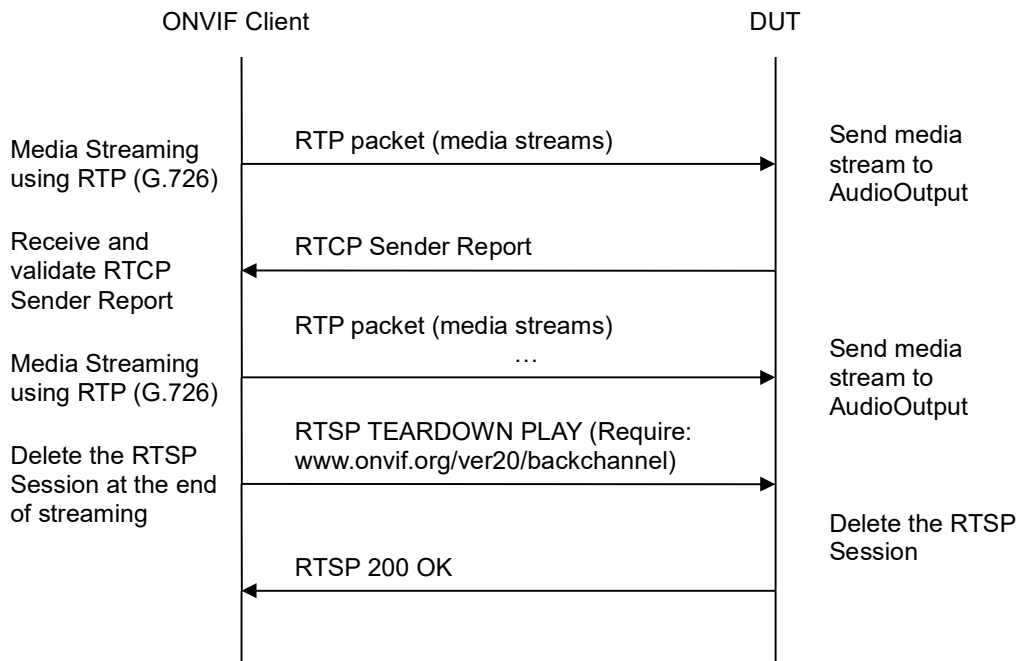 ONVIF Client
DUT
RTP packet (media streams)
Media Streaming
using RTP (G.726)
Send media
stream to
AudioOutput
Receive and
validate RTCP
Sender Report
RTCP Sender Report
RTP packet (media streams)
…
Media Streaming
using RTP (G.726)
Send media
stream to
AudioOutput
RTSP TEARDOWN PLAY (Require:
www.onvif.org/ver20/backchannel)
Delete the RTSP
Session at the end
of streaming
Delete the RTSP
Session
RTSP 200 OK